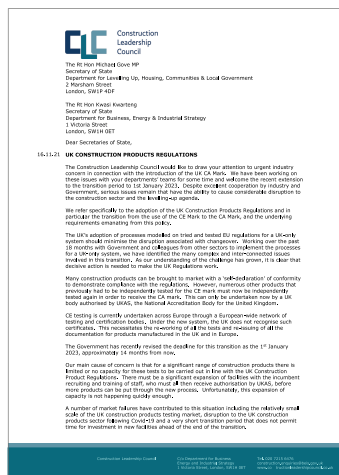 Construction
Leadership
Council
The Rt Hon Michael Gove MP
Secretary of State
Department for Levelling Up, Housing, Communities & Local Government
2 Marsham Street
London, SW1P 4DF
The Rt Hon Kwasi Kwarteng
Secretary of State
Department for Business, Energy & Industrial Strategy
1 Victoria Street
London, SW1H 0ET
Dear Secretaries of State,
16.11.21 UK CONSTRUCTION PRODUCTS REGULATIONS
The Construction Leadership Council would like to draw your attention to urgent industry
concern in connection with the introduction of the UK CA Mark. We have been working on
these issues with your departments' teams for some time and welcome the recent extension
to the transition period to 1st January 2023. Despite excellent cooperation by industry and
Government, serious issues remain that have the ability to cause considerable disruption to
the construction sector and the levelling-up agenda.
We refer specifically to the adoption of the UK Construction Products Regulations and in
particular the transition from the use of the CE Mark to the CA Mark, and the underlying
requirements emanating from this policy.
The UK's adoption of processes modelled on tried and tested EU regulations for a UK-only
system should minimise the disruption associated with changeover. Working over the past
18 months with Government and colleagues from other sectors to implement the processes
for a UK-only system, we have identified the many complex and inter-connected issues
involved in this transition. As our understanding of the challenge has grown, it is clear that
decisive action is needed to make the UK Regulations work.
Many construction products can be brought to market with a 'self-declaration' of conformity
to demonstrate compliance with the regulations. However, numerous other products that
previously had to be independently tested for the CE mark must now be independently
tested again in order to receive the CA mark. This can only be undertaken now by a UK
body authorised by UKAS, the National Accreditation Body for the United Kingdom.
CE testing is currently undertaken across Europe through a European-wide network of
testing and certification bodies. Under the new system, the UK does not recognise such
certificates. This necessitates the re-working of all the tests and re-issuing of all the
documentation for products manufactured in the UK and in Europe.
The Government has recently revised the deadline for this transition as the 1st January
2023, approximately 14 months from now.
Our main cause of concern is that for a significant range of construction products there is
limited or no capacity for these tests to be carried out in line with the UK Construction
Product Regulations. There must be a significant expansion of facilities with the incumbent
recruiting and training of staff, who must all then receive authorisation by UKAS, before
more products can be put through the new process. Unfortunately, this expansion of
capacity is not happening quickly enough.
A number of market failures have contributed to this situation including the relatively small
scale of the UK construction products testing market, disruption to the UK construction
products sector following Covid-19 and a very short transition period that does not permit
time for investment in new facilities ahead of the end of the transition.
Construction Leadership Council
C/o Department for Business
Energy and Industrial Strategy
1 Victoria Street, London, SW1H 0ET